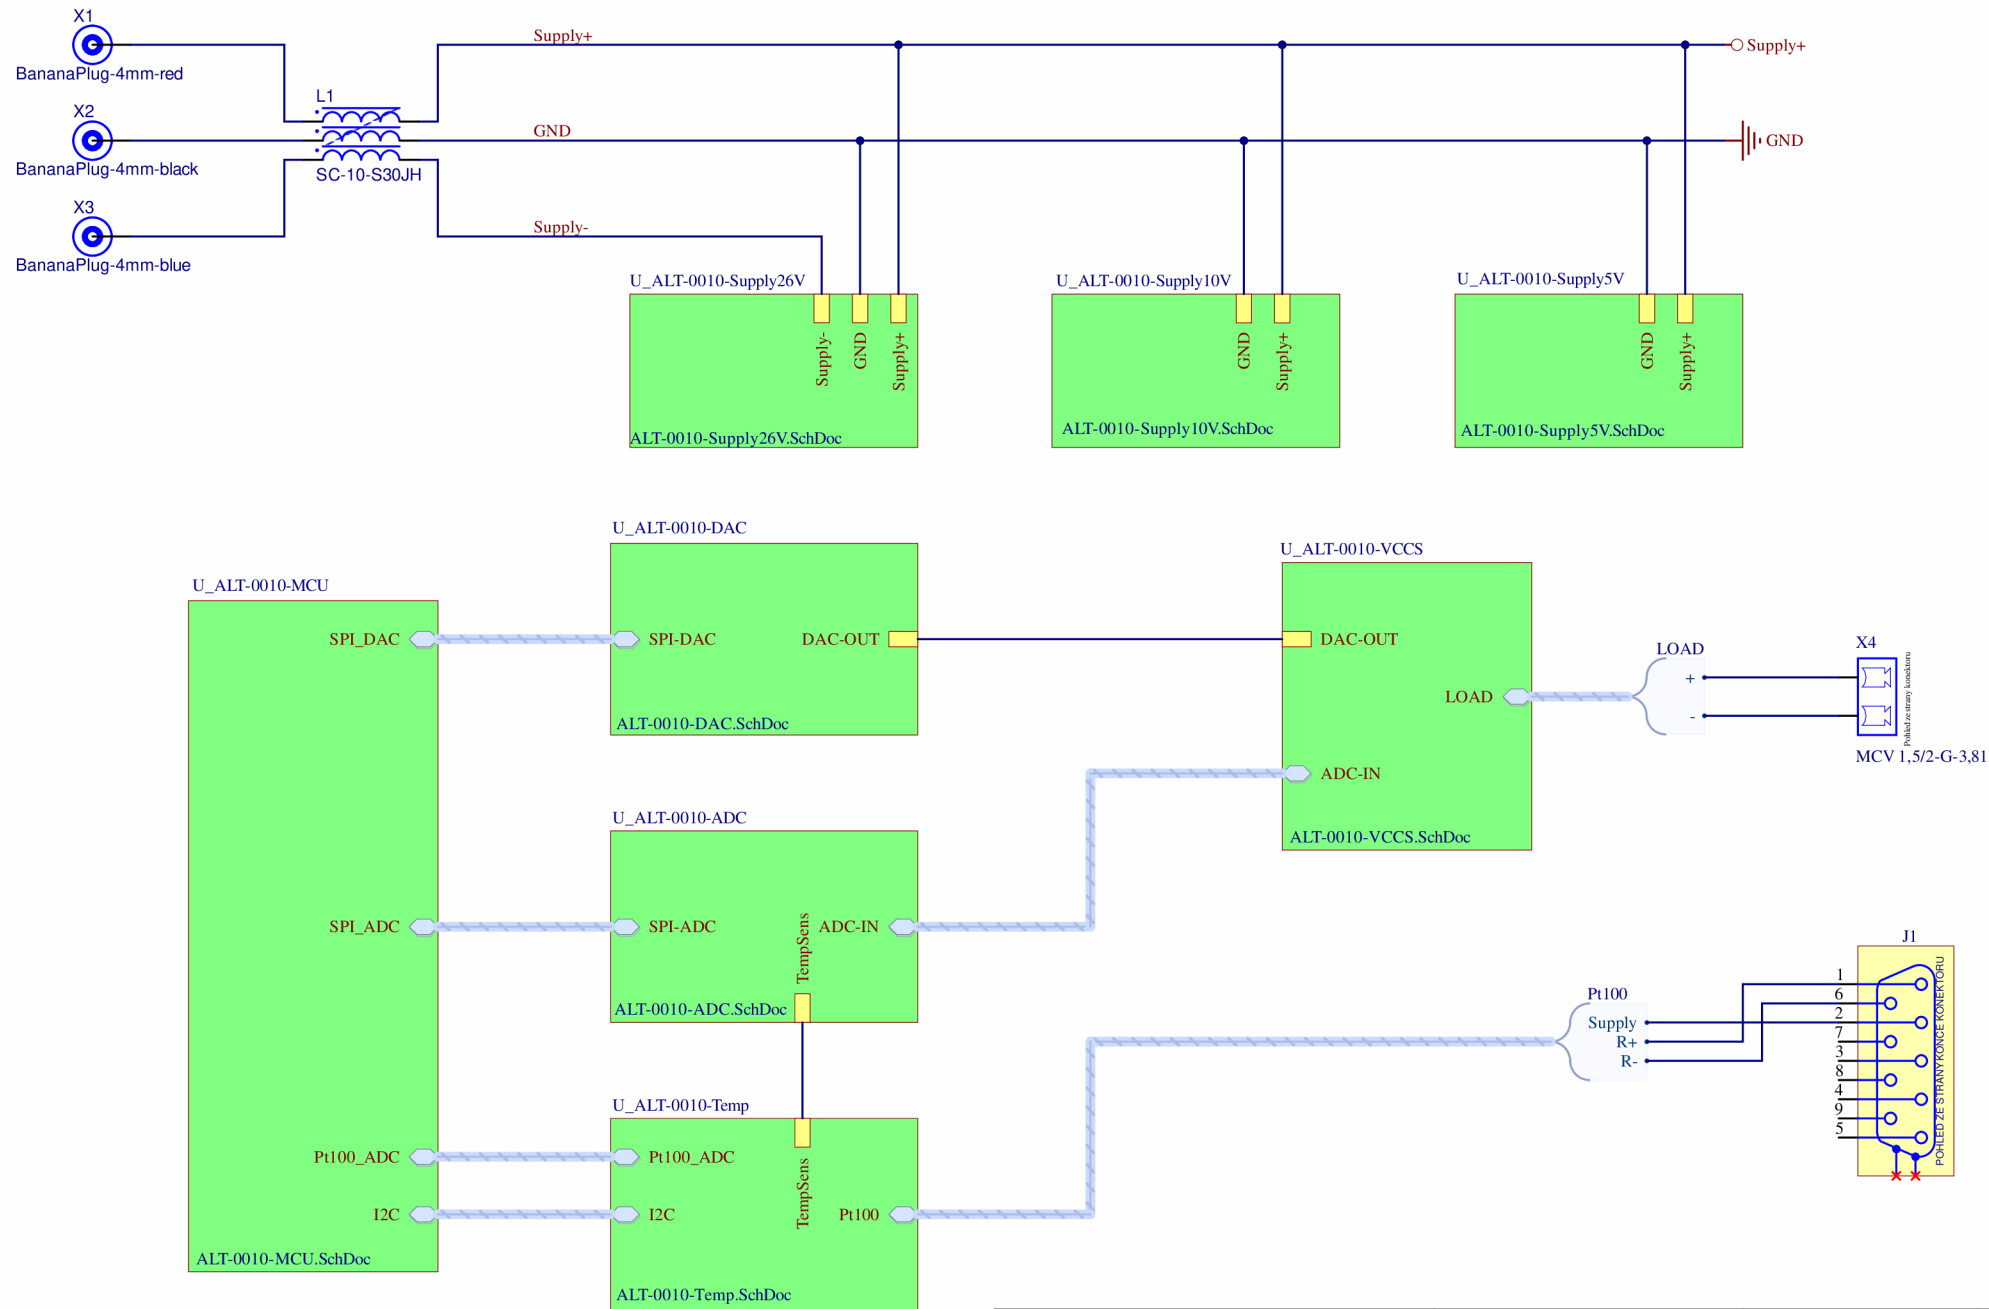 X1
BananaPlug-4mm-red
X2
BananaPlug-4mm-black
X3
BananaPlug-4mm-blue
L1
SC-10-S30JH
Supply+
GND
Supply-
Supply+
GND
U_ALT-0010-Supply26V
Supply-
GND
Supply+
ALT-0010-Supply26V.SchDoc
U_ALT-0010-Supply10V
GND
Supply+
ALT-0010-Supply10V.SchDoc
U_ALT-0010-Supply5V
GND
Supply+
ALT-0010-Supply5V.SchDoc
U_ALT-0010-MCU
SPI_DAC
SPI_ADC
Pt100_ADC
I2C
ALT-0010-MCU.SchDoc
U_ALT-0010-DAC
SPI-DAC
DAC-OUT
ALT-0010-DAC.SchDoc
U_ALT-0010-ADC
SPI-ADC
TempSens
ADC-IN
ALT-0010-ADC.SchDoc
U_ALT-0010-Temp
Pt100_ADC
TempSens
I2C
Pt100
ALT-0010-Temp.SchDoc
U_ALT-0010-VCCS
DAC-OUT
LOAD
ADC-IN
ALT-0010-VCCS.SchDoc
LOAD
+
-
X4
Pohled ze strany konektoru
MCV 1,5/2-G-3,81
Pt100
Supply
R+
R-
J1
1
6
2
7
3
8
4
9
5
POHLED ZE STRANY KONCE KONEKTORU